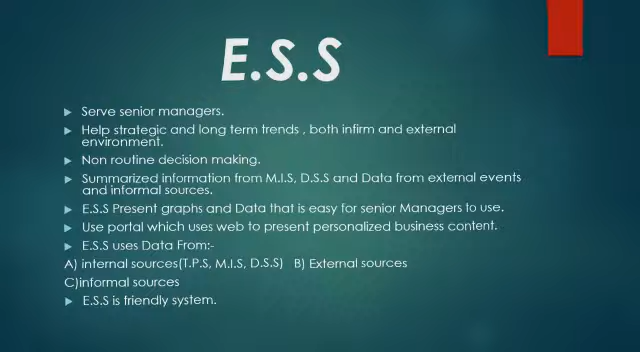 E.S.S
Serve senior managers.
Help strategic and long term trends , both infirm and external
environment.
Non routine decision making.
Summarized information from M.I.S, D.S.S and Data from external events
and informal sources.
E.S.S Present graphs and Data that is easy for senior Managers to use.
Use portal which uses web to present personalized business content.
E.S.S uses Data From:-
A) internal sources(T.P.S, M.I.S, D.S.S) B) External sources
C)informal sources
E.S.S is friendly system.